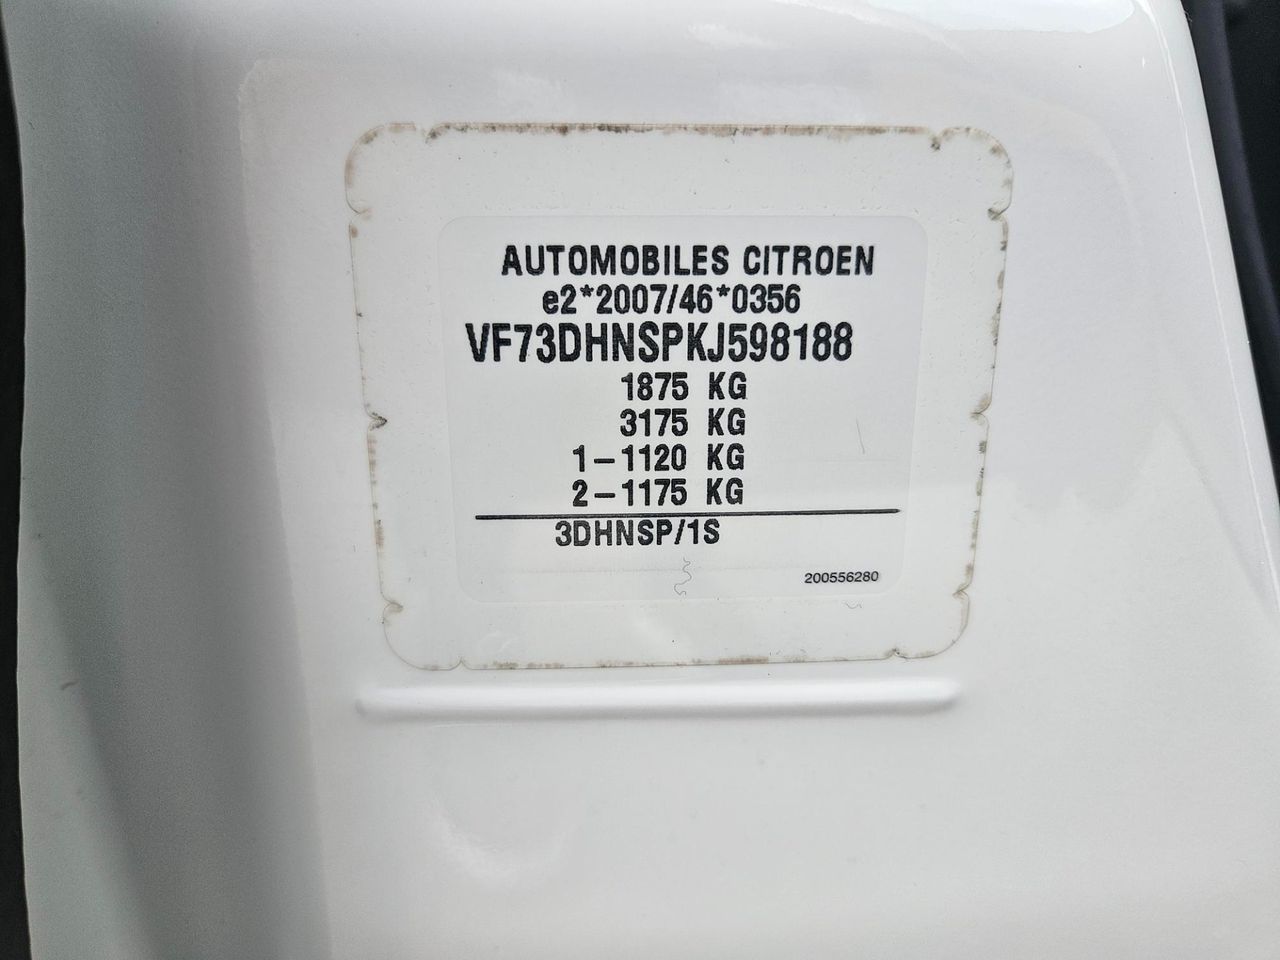 AUTOMOBILES CITROEN
e2*2007/46*0356
VF73DHNSPKJ598188
1875 KG
3175 KG
1-1120 KG
2-1175 KG
3DHNSP/1S
200556280